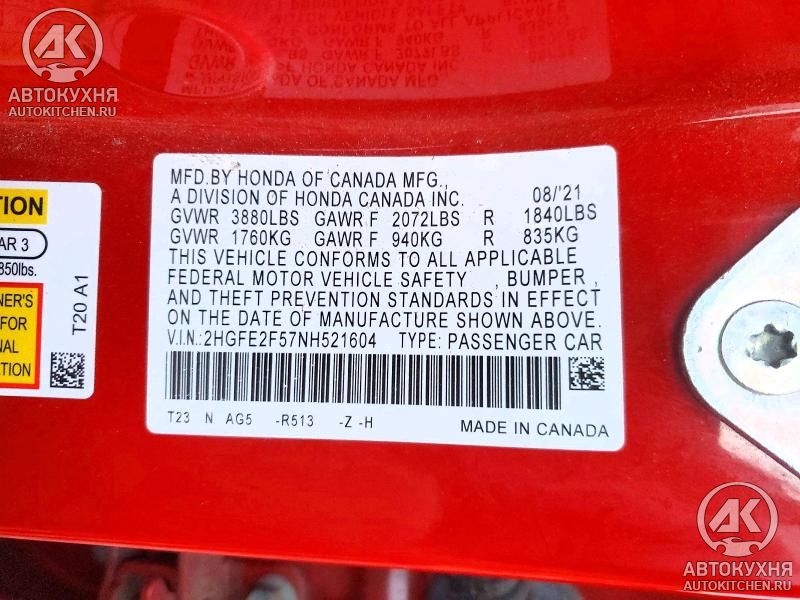 АВТОКУХНЯ
AUTOKITCHEN.RU
MFD.BY HONDA OF CANADA MFG.,
A DIVISION OF HONDA CANADA INC. 08/'21
GVWR 3880LBS GAWR F 2072LBS R 1840LBS
GVWR 1760KG GAWR F 940KG R 835KG
THIS VEHICLE CONFORMS TO ALL APPLICABLE
FEDERAL MOTOR VEHICLE SAFETY , BUMPER ,
AND THEFT PREVENTION STANDARDS IN EFFECT
ON THE DATE OF MANUFACTURE SHOWN ABOVE.
V.I.N.:2HGFE2F57NH521604 TYPE: PASSENGER CAR
T23 N AG5 -R513 -Z -H MADE IN CANADA
TION
AR 3
850lbs.
NER'S
FOR
NAL
TION
T20 A1
АВТОКУХНЯ
AUTOKITCHEN.RU